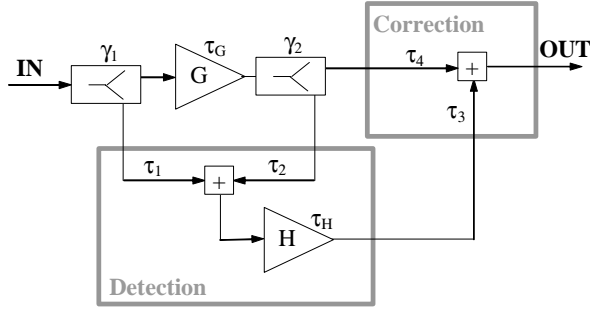 Correction
IN
γ1
τG
G
γ2
τ4
+
OUT
τ3
τ1
+
τ2
H
τH
Detection